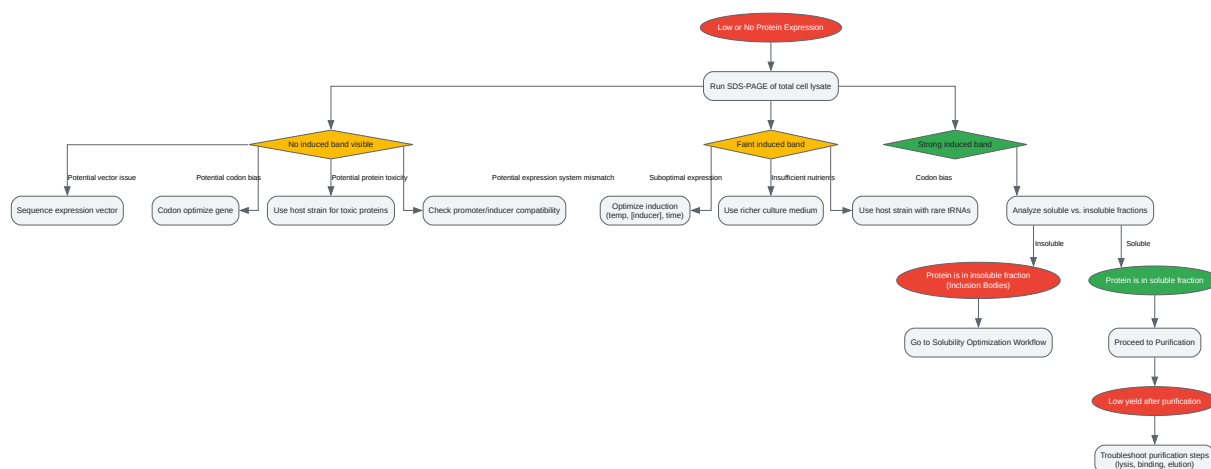 Low or No Protein Expression
Run SDS-PAGE of total cell lysate
No induced band visible
Faint induced band
Strong induced band
Potential vector issue
Potential codon bias
Potential protein toxicity
Potential expression system mismatch
Suboptimal expression
Insufficient nutrients
Codon bias
Sequence expression vector
Codon optimize gene
Use host strain for toxic proteins
Check promoter/inducer compatibility
Optimize induction
(temp, [inducer], time)
Use richer culture medium
Use host strain with rare tRNAs
Analyze soluble vs. insoluble fractions
Insoluble
Soluble
Protein is in insoluble fraction
(Inclusion Bodies)
Protein is in soluble fraction
Go to Solubility Optimization Workflow
Proceed to Purification
Low yield after purification
Troubleshoot purification steps
(lysis, binding, elution)